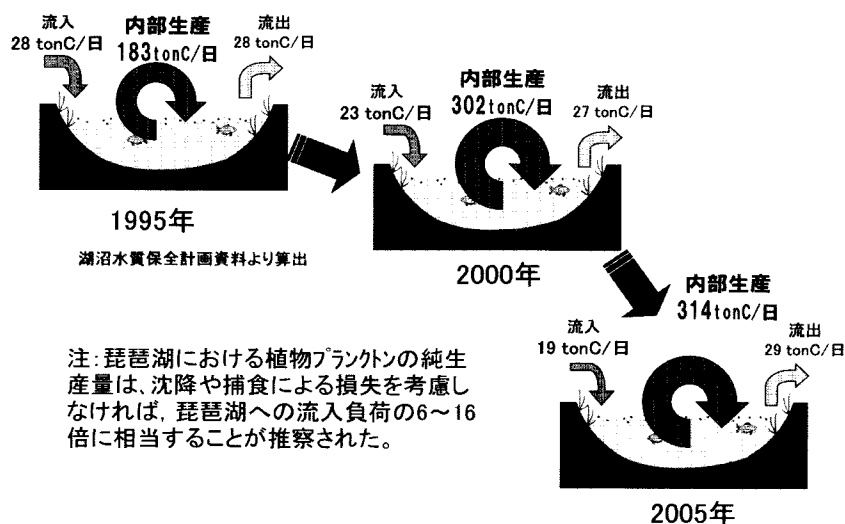 流入
28 tonC/日
内部生産
183tonC/日
流出
28 tonC/日
1995年
湖沼水質保全計画資料より算出
流入
23 tonC/日
内部生産
302tonC/日
流出
27 tonC/日
2000年
内部生産
314tonC/日
流入
19 tonC/日
流出
29 tonC/日
2005年
注:琵琶湖における植物プランクトンの純生
産量は、沈降や捕食による損失を考慮し
なければ, 琵琶湖への流入負荷の6～16
倍に相当することが推察された。